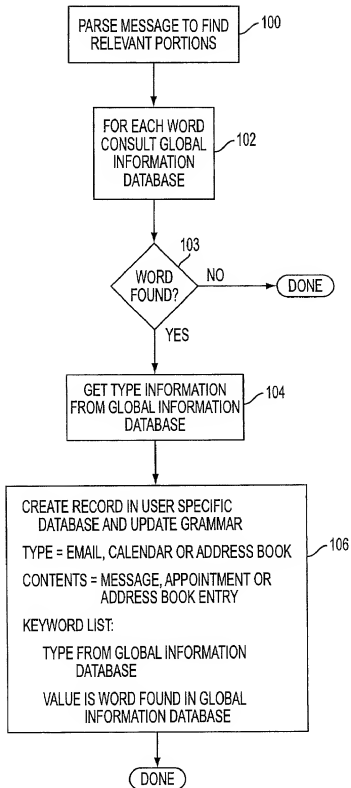 PARSE MESSAGE TO FIND
RELEVANT PORTIONS
100
FOR EACH WORD
CONSULT GLOBAL
INFORMATION
DATABASE
102
103
WORD
FOUND?
NO
DONE
YES
GET TYPE INFORMATION
FROM GLOBAL INFORMATION
DATABASE
104
CREATE RECORD IN USER SPECIFIC
DATABASE AND UPDATE GRAMMAR
TYPE = EMAIL, CALENDAR OR ADDRESS BOOK
CONTENTS = MESSAGE, APPOINTMENT OR
ADDRESS BOOK ENTRY
KEYWORD LIST:
TYPE FROM GLOBAL INFORMATION
DATABASE
VALUE IS WORD FOUND IN GLOBAL
INFORMATION DATABASE
106
DONE